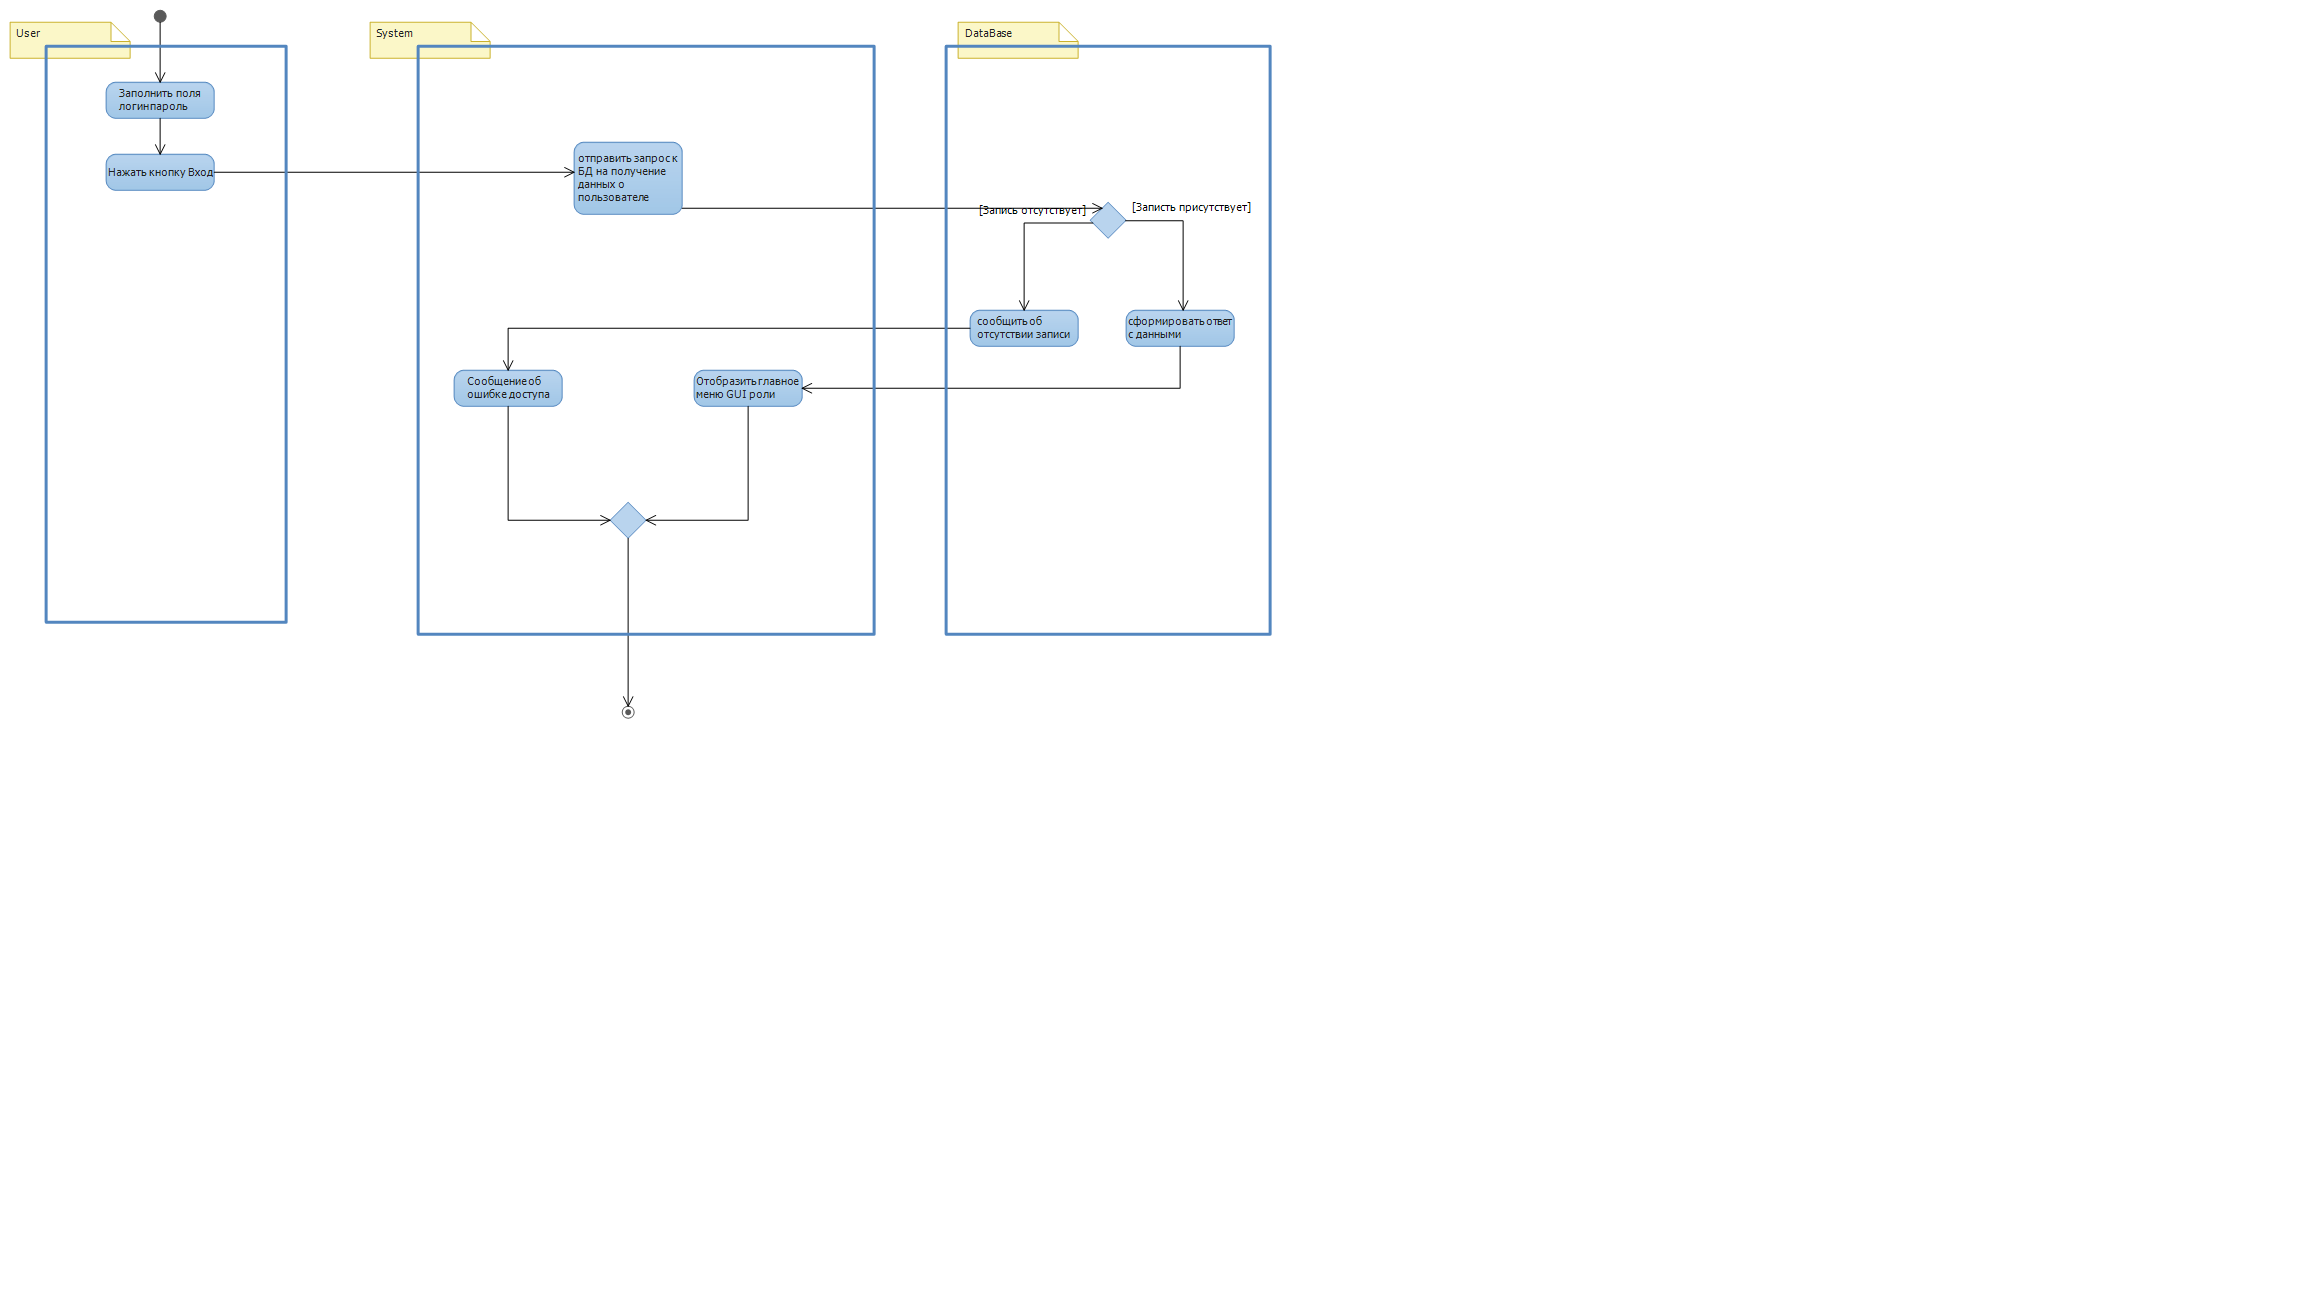 User
System
DataBase
Заполнить поля
логинпароль
Нажать кнопку Вход
отправить запрос к
БД на получение
данных о
пользователе
[Запись отсутствует]
[Записть присутствует]
сообщить об
отсутствии записи
сформировать ответ
с данными
Сообщение об
ошибке доступа
Отобразить главное
меню GUI роли